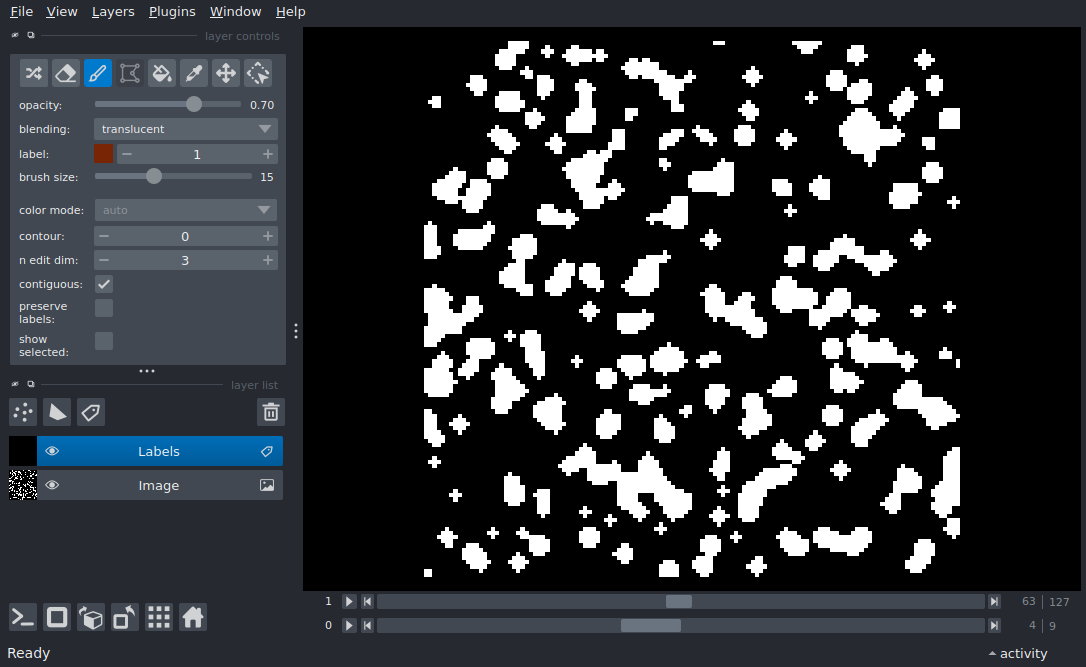 File View Layers Plugins Window Help
layer controls
opacity: 0.70
blending: translucent
label: 1
brush size: 15
color mode: auto
contour: 0
n edit dim: 3
contiguous:
preserve
labels:
show
selected:
layer list
Labels
Image
1 63 127
0 4 9
Ready activity